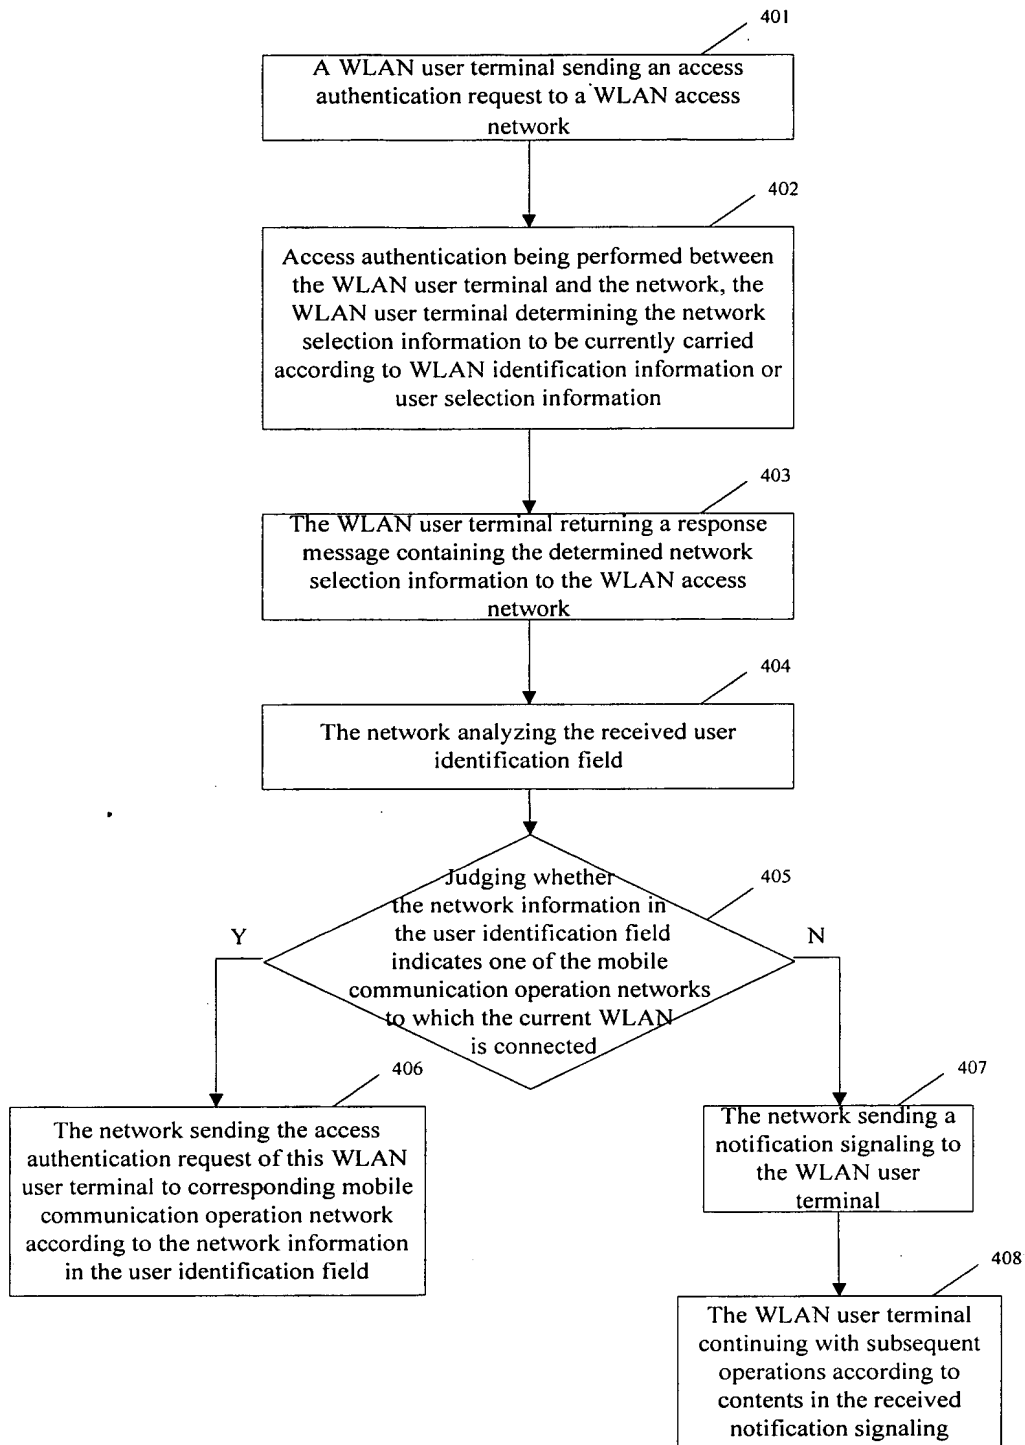 401
A WLAN user terminal sending an access
authentication request to a WLAN access
network
402
Access authentication being performed between
the WLAN user terminal and the network, the
WLAN user terminal determining the network
selection information to be currently carried
according to WLAN identification information or
user selection information
403
The WLAN user terminal returning a response
message containing the determined network
selection information to the WLAN access
network
404
The network analyzing the received user
identification field
405
Judging whether
the network information in
the user identification field
indicates one of the mobile
communication operation networks
to which the current WLAN
is connected
Y
N
406
The network sending the access
authentication request of this WLAN
user terminal to corresponding mobile
communication operation network
according to the network information
in the user identification field
407
The network sending a
notification signaling to
the WLAN user
terminal
408
The WLAN user terminal
continuing with subsequent
operations according to
contents in the received
notification signaling